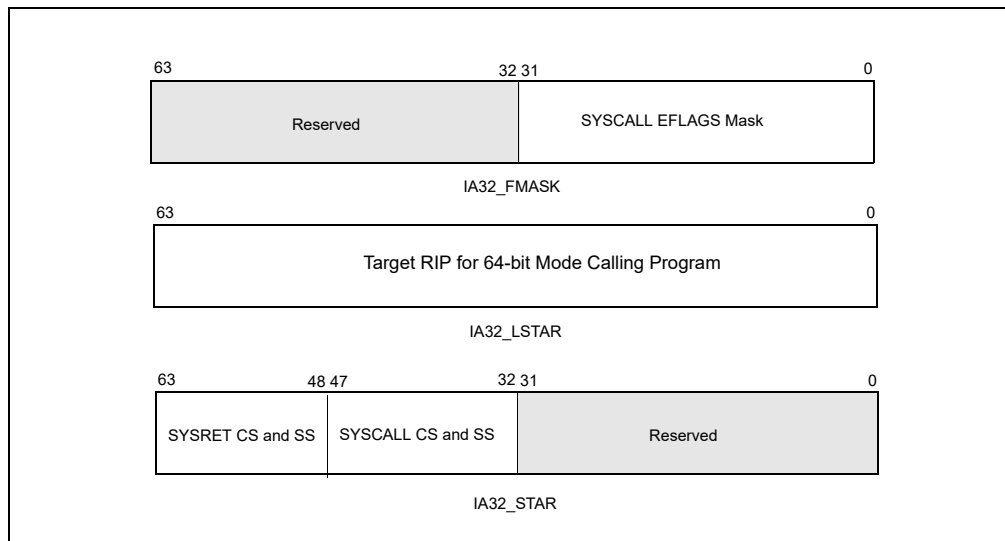 63 32 31 0
Reserved SYSCALL EFLAGS Mask
IA32_FMASK
63 0
Target RIP for 64-bit Mode Calling Program
IA32_LSTAR
63 48 47 32 31 0
SYSRET CS and SS SYSCALL CS and SS Reserved
IA32_STAR